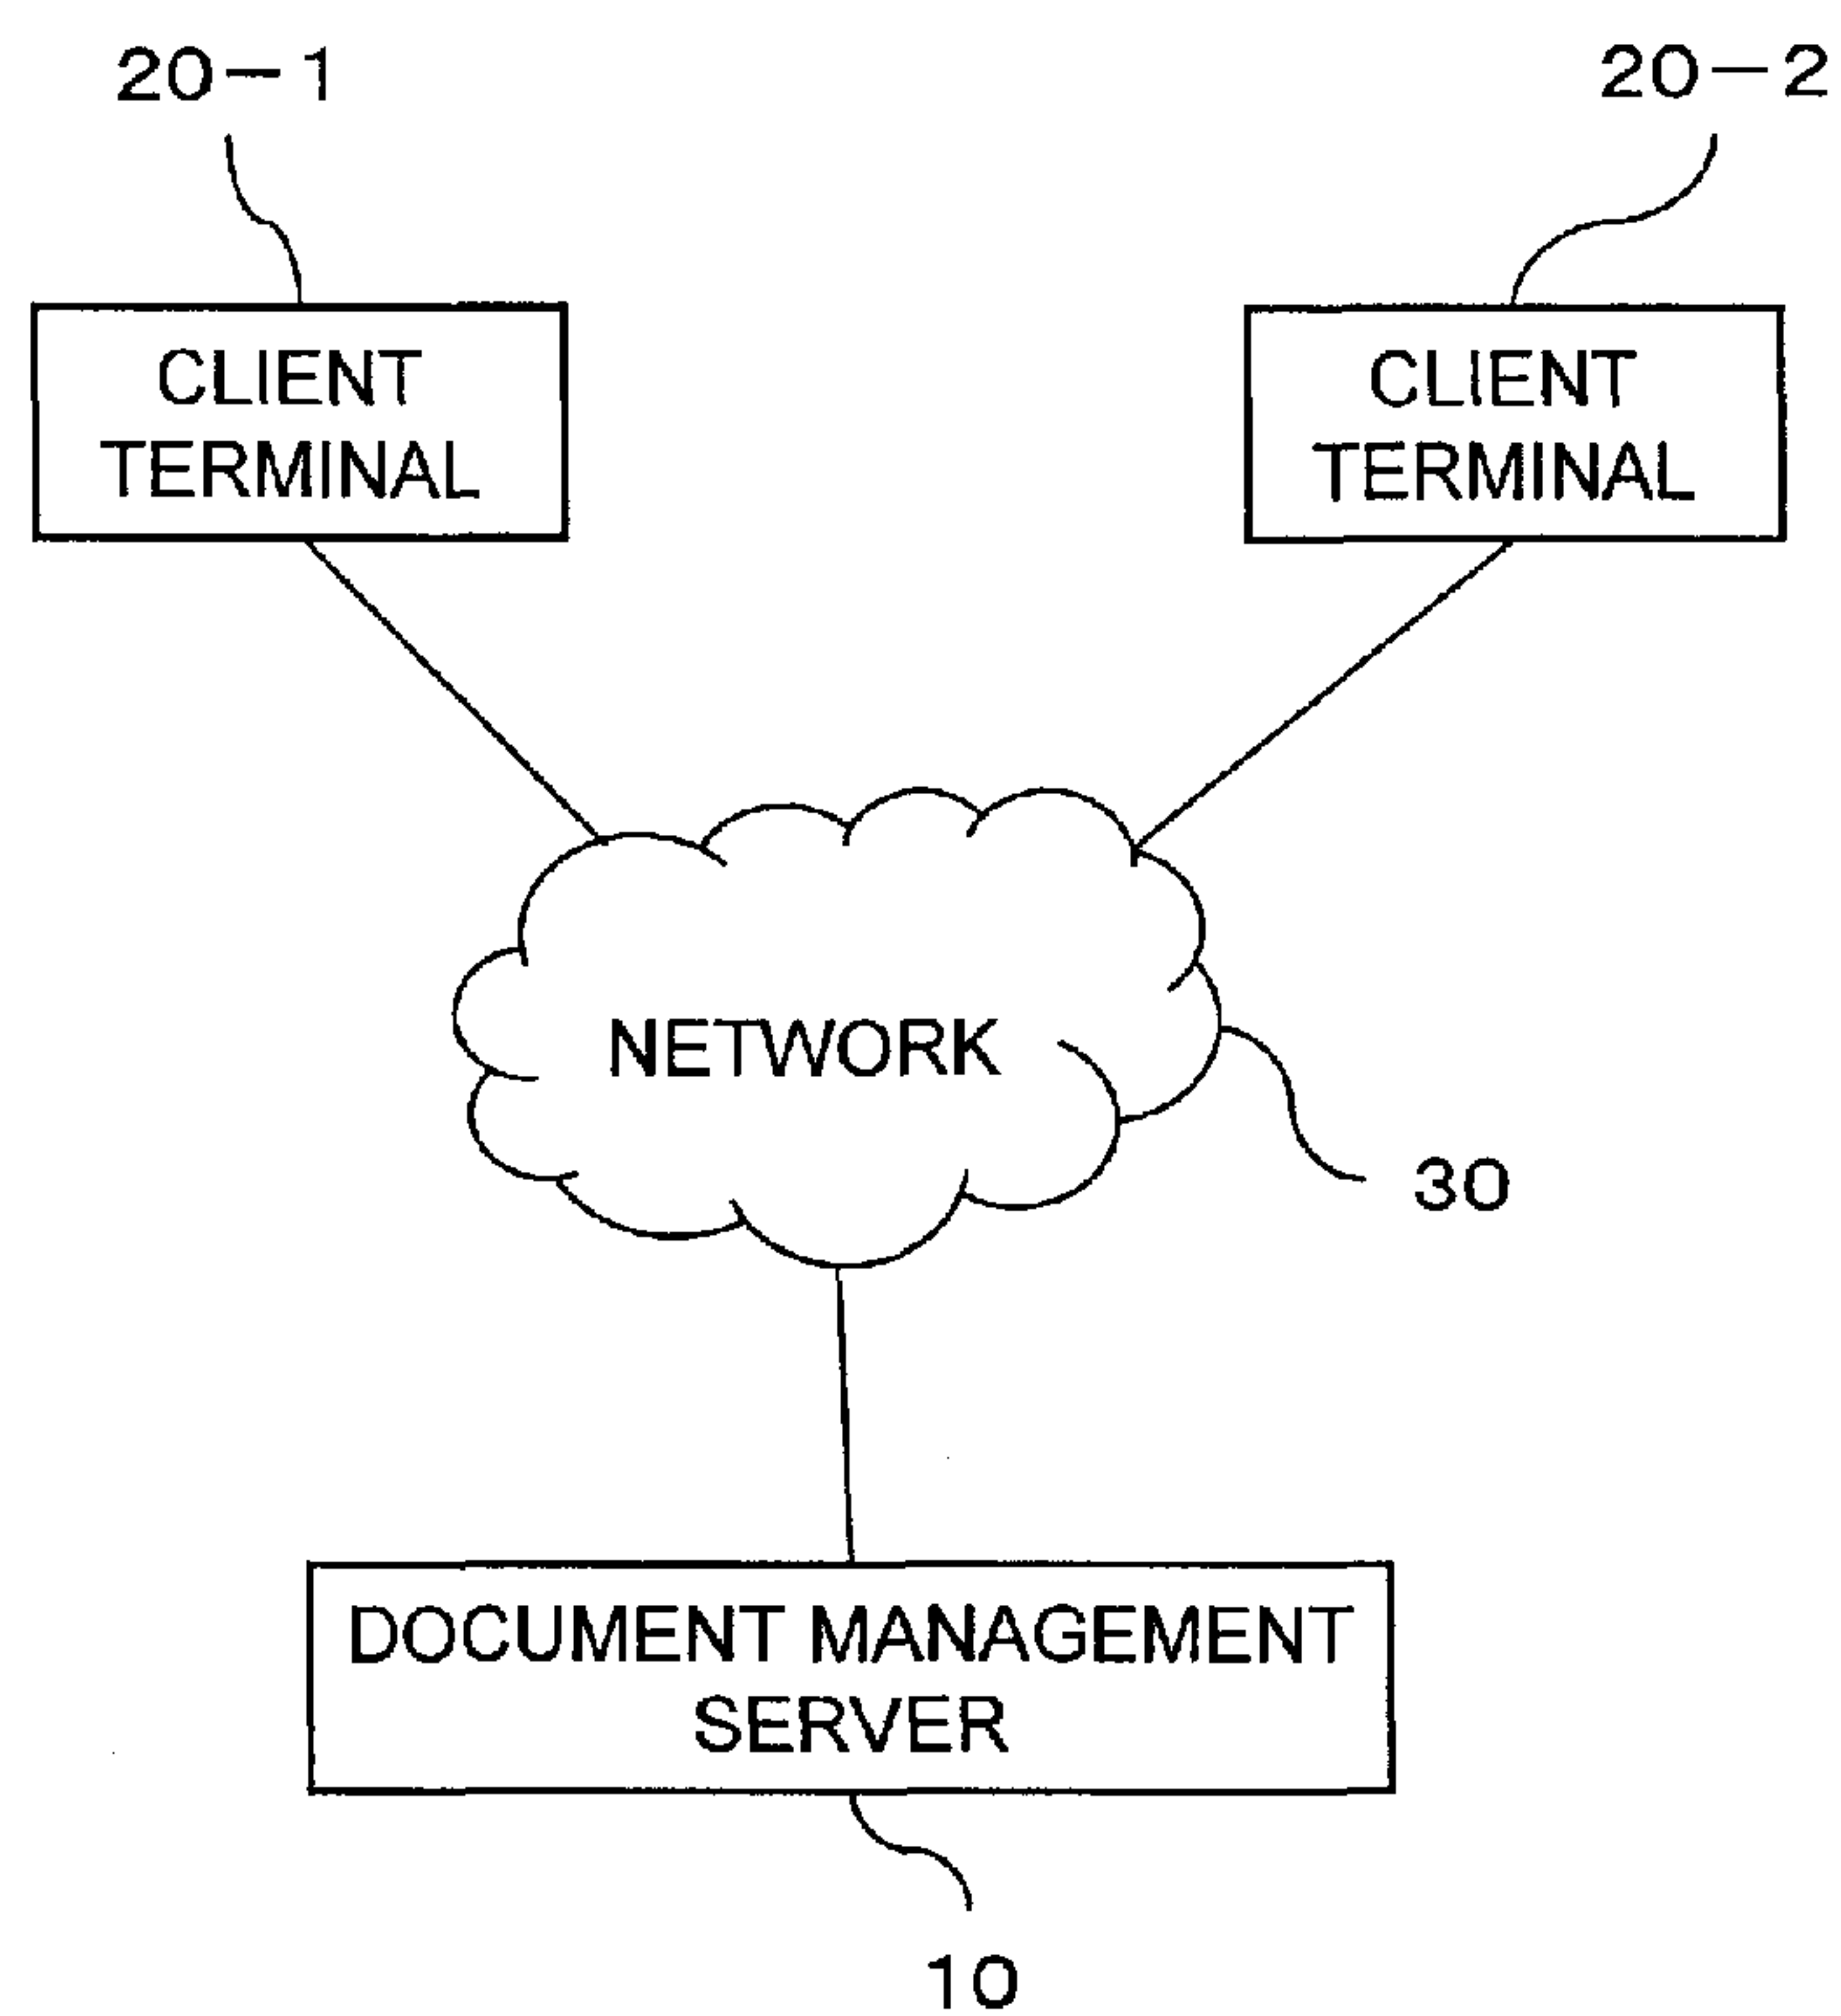 20-1
20-2
CLIENT
TERMINAL
CLIENT
TERMINAL
NETWORK
30
DOCUMENT MANAGEMENT
SERVER
10